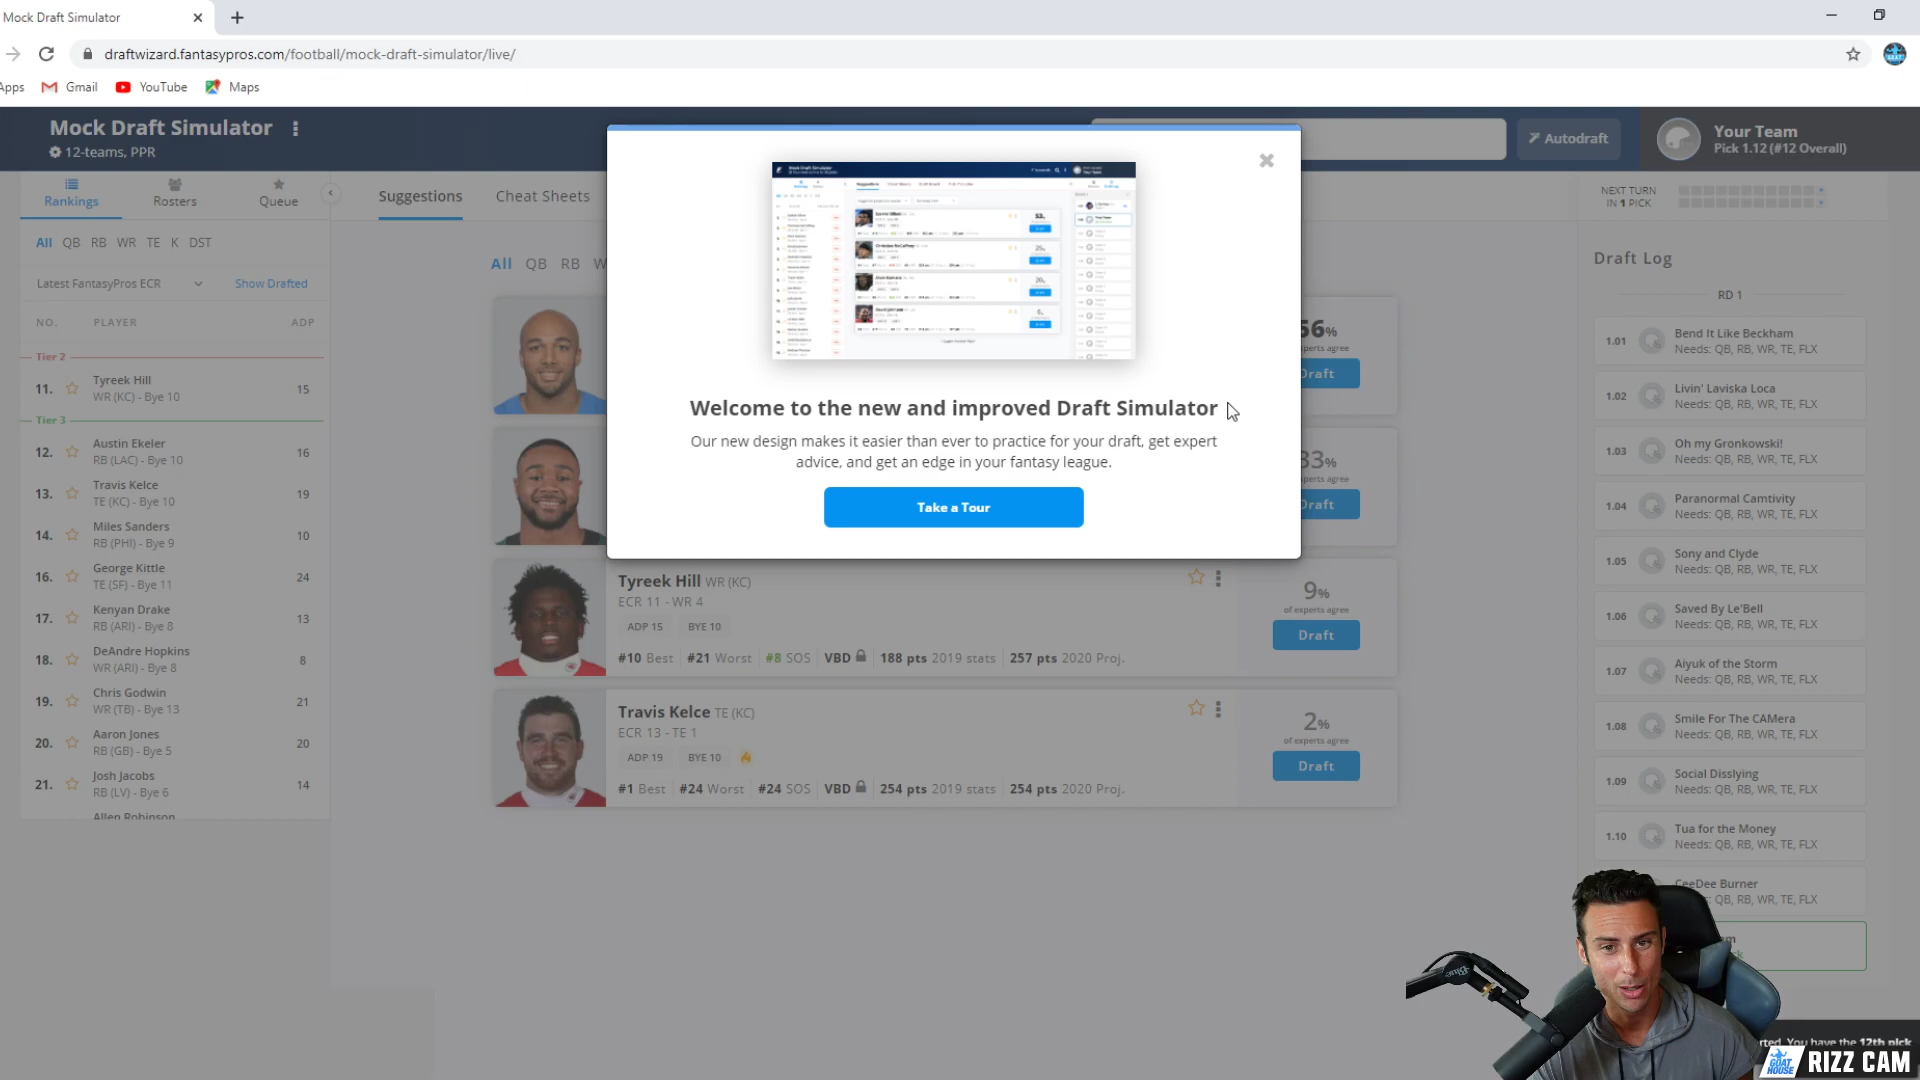 Mock Draft Simulator
draftwizard.fantasypros.com/football/mock-draft-simulator/live/
Apps
Gmail
YouTube
Maps
Mock Draft Simulator
12-teams, PPR
Autodraft
Your Team
Pick 1.12 (#12 Overall)
Rankings
Rosters
Queue
Suggestions
Cheat Sheets
NEXT TURN
IN 1 PICK
All QB RB WR TE K DST
Latest FantasyPros ECR
Show Drafted
NO. PLAYER ADP
Tier 2
11. Tyreek Hill 15
WR (KC) - Bye 10
Tier 3
12. Austin Ekeler 16
RB (LAC) - Bye 10
13. Travis Kelce 19
TE (KC) - Bye 10
14. Miles Sanders 10
RB (PHI) - Bye 9
16. George Kittle 24
TE (SF) - Bye 11
17. Kenyan Drake 13
RB (ARI) - Bye 8
18. DeAndre Hopkins 8
WR (ARI) - Bye 8
19. Chris Godwin 21
WR (TB) - Bye 13
20. Aaron Jones 20
RB (GB) - Bye 5
21. Josh Jacobs 14
RB (LV) - Bye 6
Allen Robinson
All QB RB W
56%
experts agree
Draft
83%
experts agree
Draft
Welcome to the new and improved Draft Simulator
Our new design makes it easier than ever to practice for your draft, get expert
advice, and get an edge in your fantasy league.
Take a Tour
Tyreek Hill WR (KC)
ECR 11 - WR 4
ADP 15 BYE 10
#10 Best #21 Worst #8 SOS VBD 188 pts 2019 stats 257 pts 2020 Proj.
9%
of experts agree
Draft
Travis Kelce TE (KC)
ECR 13 - TE 1
ADP 19 BYE 10
#1 Best #24 Worst #24 SOS VBD 254 pts 2019 stats 254 pts 2020 Proj.
2%
of experts agree
Draft
Draft Log
RD 1
1.01 Bend It Like Beckham
Needs: QB, RB, WR, TE, FLX
1.02 Livin' Laviska Loca
Needs: QB, RB, WR, TE, FLX
1.03 Oh my Gronkowski!
Needs: QB, RB, WR, TE, FLX
1.04 Paranormal Camtivity
Needs: QB, RB, WR, TE, FLX
1.05 Sony and Clyde
Needs: QB, RB, WR, TE, FLX
1.06 Saved By Le'Bell
Needs: QB, RB, WR, TE, FLX
1.07 Aiyuk of the Storm
Needs: QB, RB, WR, TE, FLX
1.08 Smile For The CAMera
Needs: QB, RB, WR, TE, FLX
1.09 Social Disslying
Needs: QB, RB, WR, TE, FLX
1.10 Tua for the Money
Needs: QB, RB, WR, TE, FLX
CeeDee Burner
QB, RB, WR, TE, FLX
You have the 12th pick
GOAT
HOUSE
RIZZ CAM